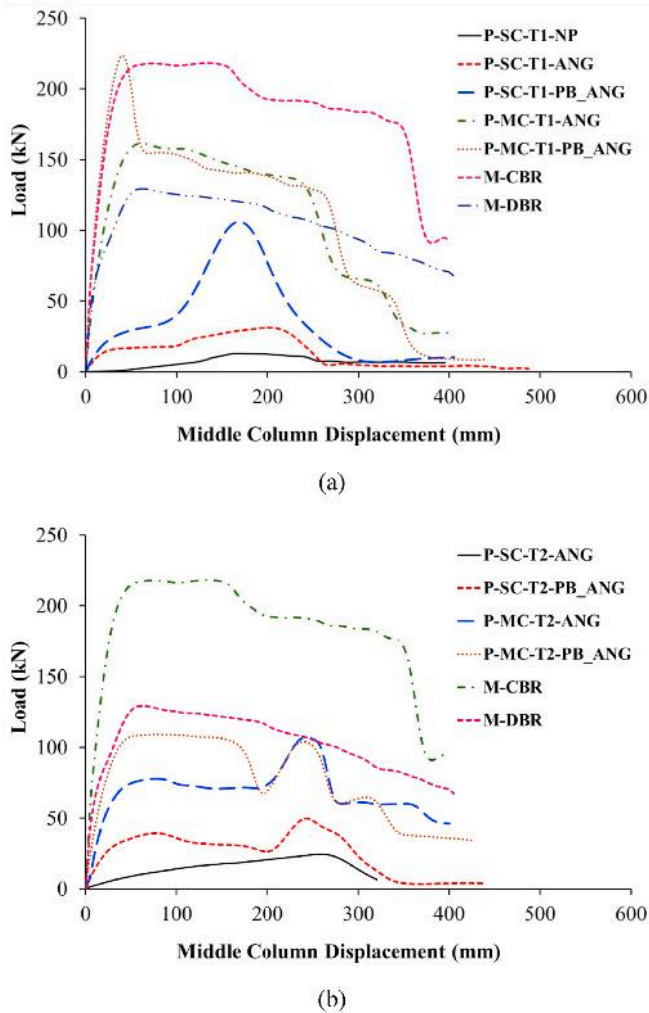 250
200
150
100
50
0
Load (kN)
0 100 200 300 400 500 600
Middle Column Displacement (mm)
P-SC-T1-NP
P-SC-T1-ANG
P-SC-T1-PB_ANG
P-MC-T1-ANG
P-MC-T1-PB_ANG
M-CBR
M-DBR
(a)
250
200
150
100
50
0
Load (kN)
0 100 200 300 400 500 600
Middle Column Displacement (mm)
P-SC-T2-ANG
P-SC-T2-PB_ANG
P-MC-T2-ANG
P-MC-T2-PB_ANG
M-CBR
M-DBR
(b)